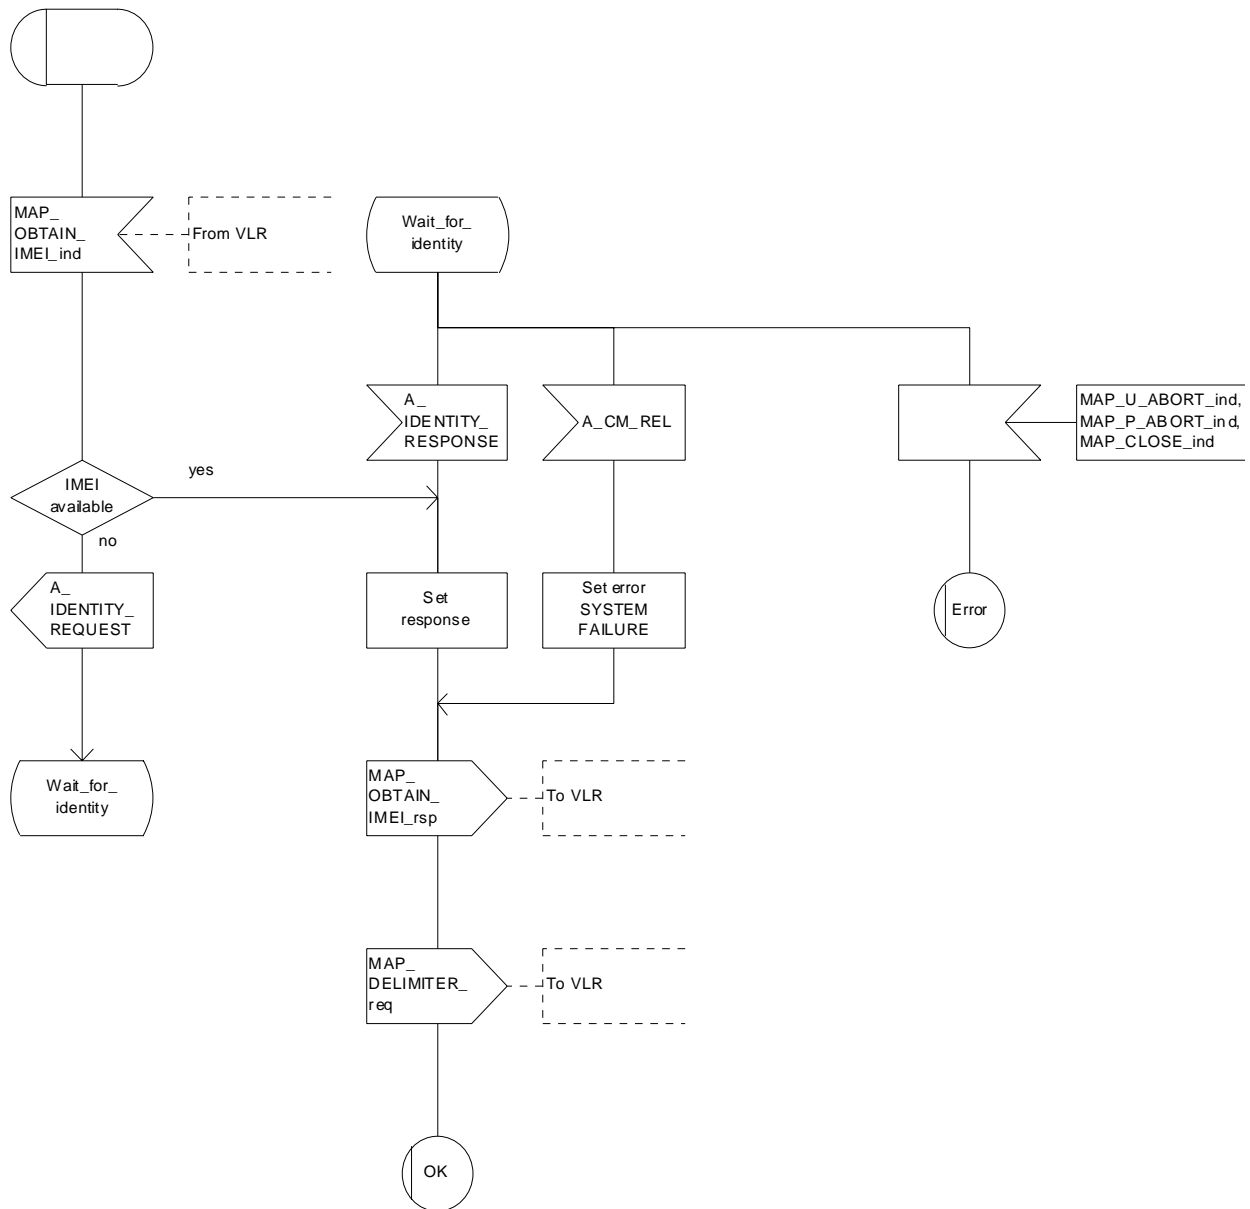 MAP_
OBTAIN_
IMEI_ind
From VLR
Wait_for_
identity
A_
IDENTITY_
RESPONSE
A_CM_REL
MAP_U_ABORT_ind,
MAP_P_ABORT_ind,
MAP_CLOSE_ind
IMEI
available
yes
no
A_
IDENTITY_
REQUEST
Set
response
Set error
SYSTEM
FAILURE
Error
Wait_for_
identity
MAP_
OBTAIN_
IMEI_rsp
To VLR
MAP_
DELIMITER_
req
To VLR
OK